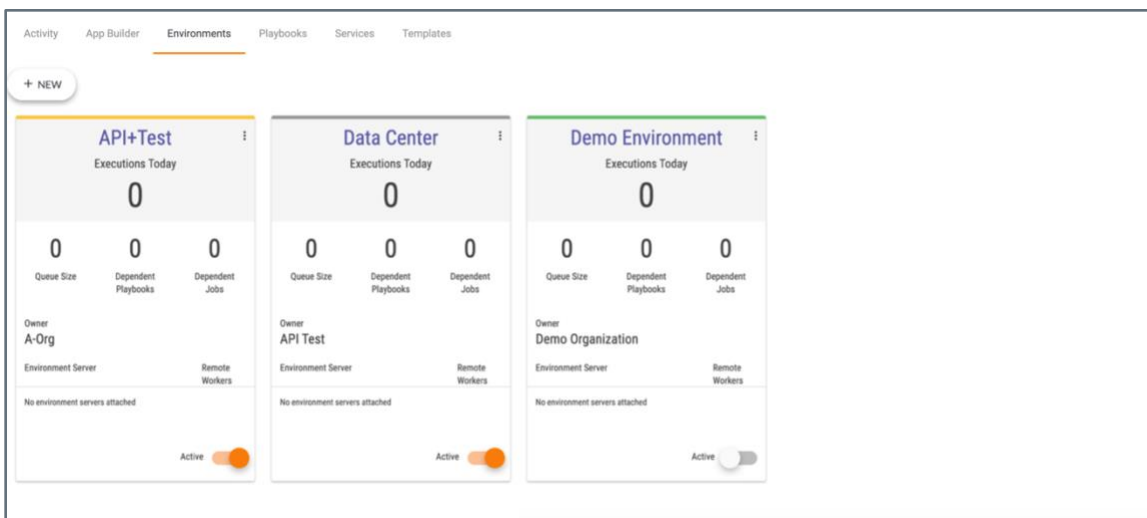 Activity App Builder Environments Playbooks Services Templates
+ NEW
API+Test
Executions Today
0
0 0 0
Queue Size Dependent Dependent
Playbooks Jobs
Owner
A-Org
Environment Server Remote
Workers
No environment servers attached
Active
Data Center
Executions Today
0
0 0 0
Queue Size Dependent Dependent
Playbooks Jobs
Owner
API Test
Environment Server Remote
Workers
No environment servers attached
Active
Demo Environment
Executions Today
0
0 0 0
Queue Size Dependent Dependent
Playbooks Jobs
Owner
Demo Organization
Environment Server Remote
Workers
No environment servers attached
Active